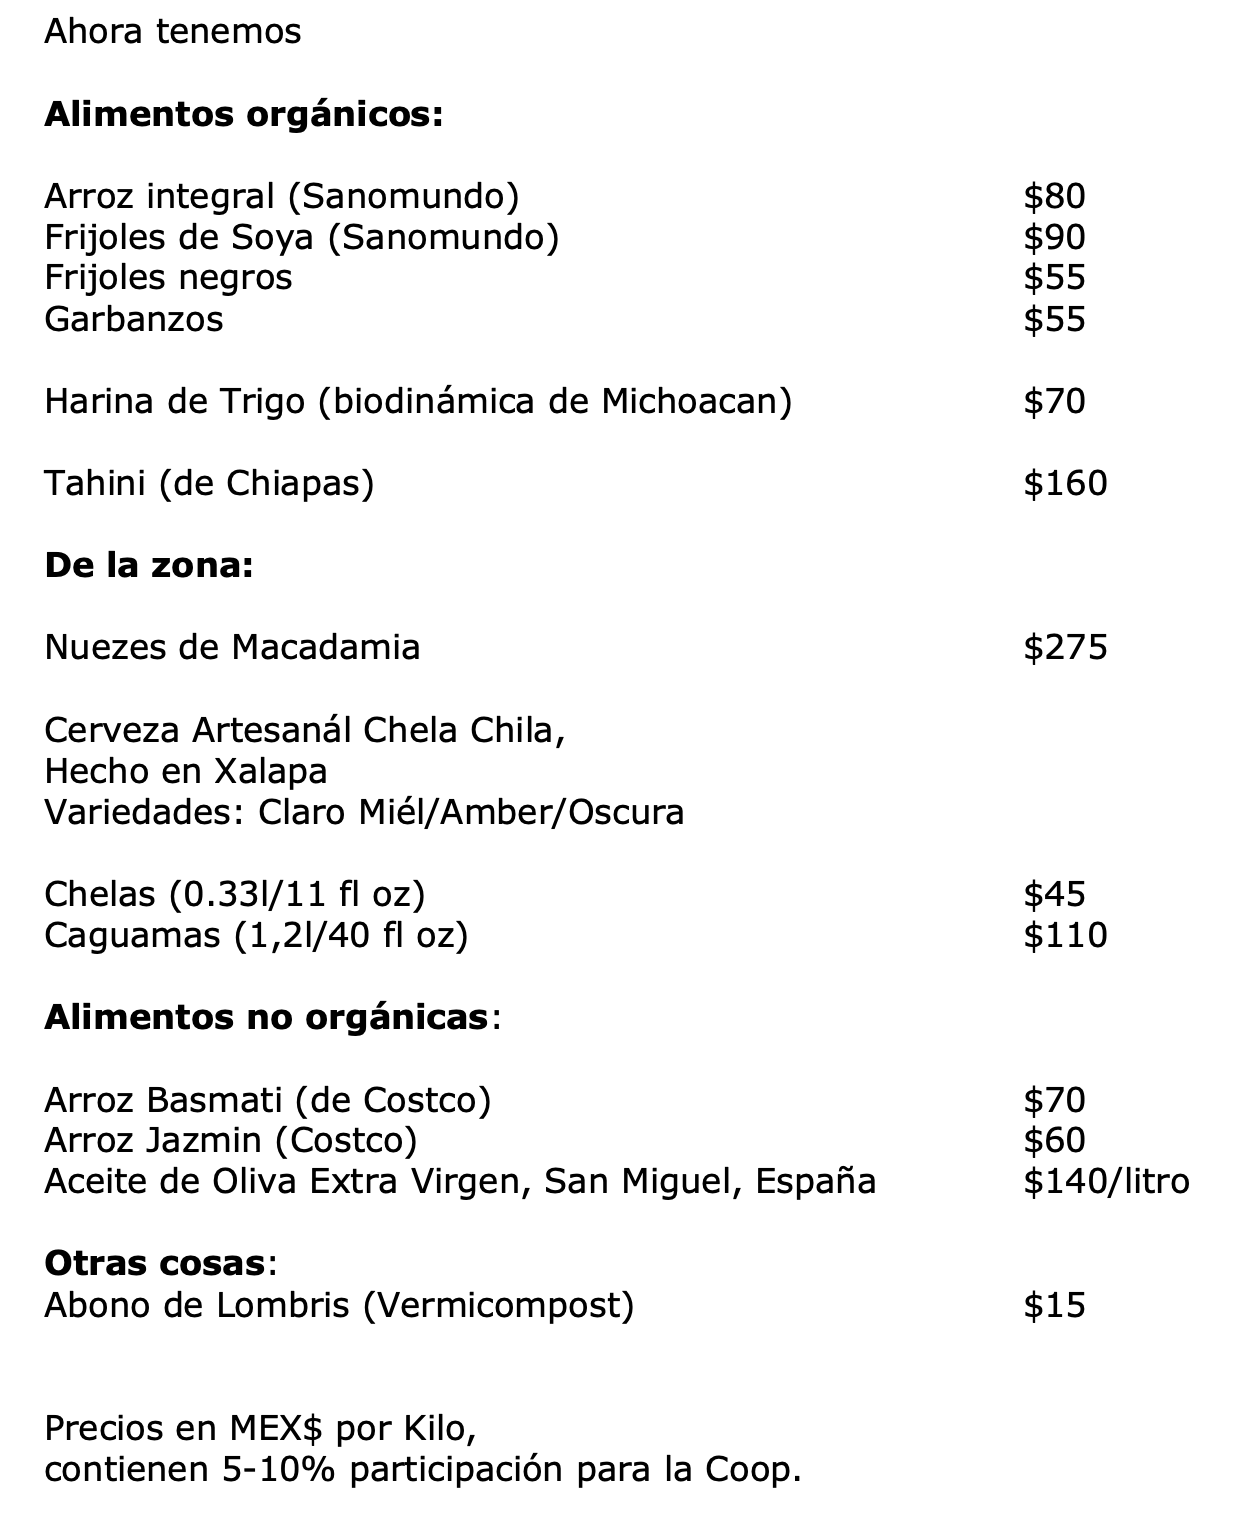 Ahora tenemos
Alimentos orgánicos:
Arroz integral (Sanomundo) $80
Frijoles de Soya (Sanomundo) $90
Frijoles negros $55
Garbanzos $55
Harina de Trigo (biodinámica de Michoacan) $70
Tahini (de Chiapas) $160
De la zona:
Nuezes de Macadamia $275
Cerveza Artesanál Chela Chila,
Hecho en Xalapa
Variedades: Claro Miél/Amber/Oscura
Chelas (0.33l/11 fl oz) $45
Caguamas (1,2l/40 fl oz) $110
Alimentos no orgánicas:
Arroz Basmati (de Costco) $70
Arroz Jazmin (Costco) $60
Aceite de Oliva Extra Virgen, San Miguel, España $140/litro
Otras cosas:
Abono de Lombris (Vermicompost) $15
Precios en MEX$ por Kilo,
contienen 5-10% participación para la Coop.